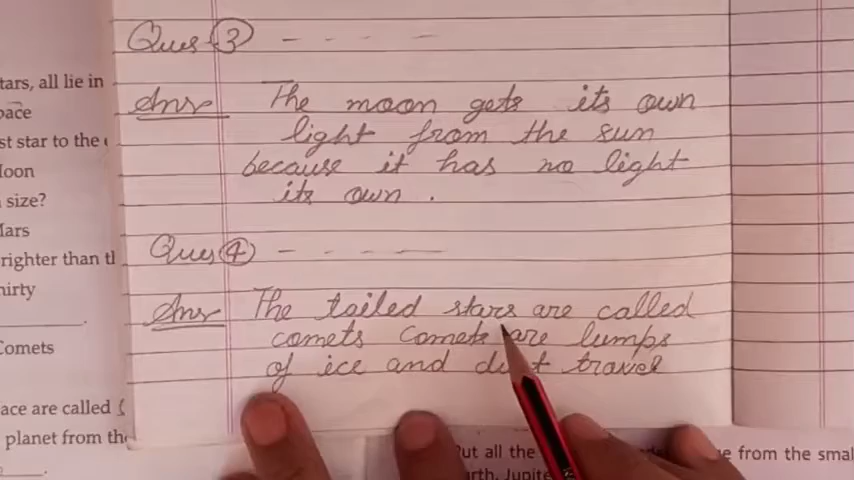 Ques 3 - - - -
Ans The moon gets its own
light from the sun
because it has no light
its own .
Ques 4 - - - -
Ans The tailed stars are called
comets comets are lumps
of ice and dust travel
tars, all lie in
pace
st star to the
Moon
size?
Mars
righter than
hirty
Comets
ace are called
planet from the
Put all the
e from the smal
rth, Jupite